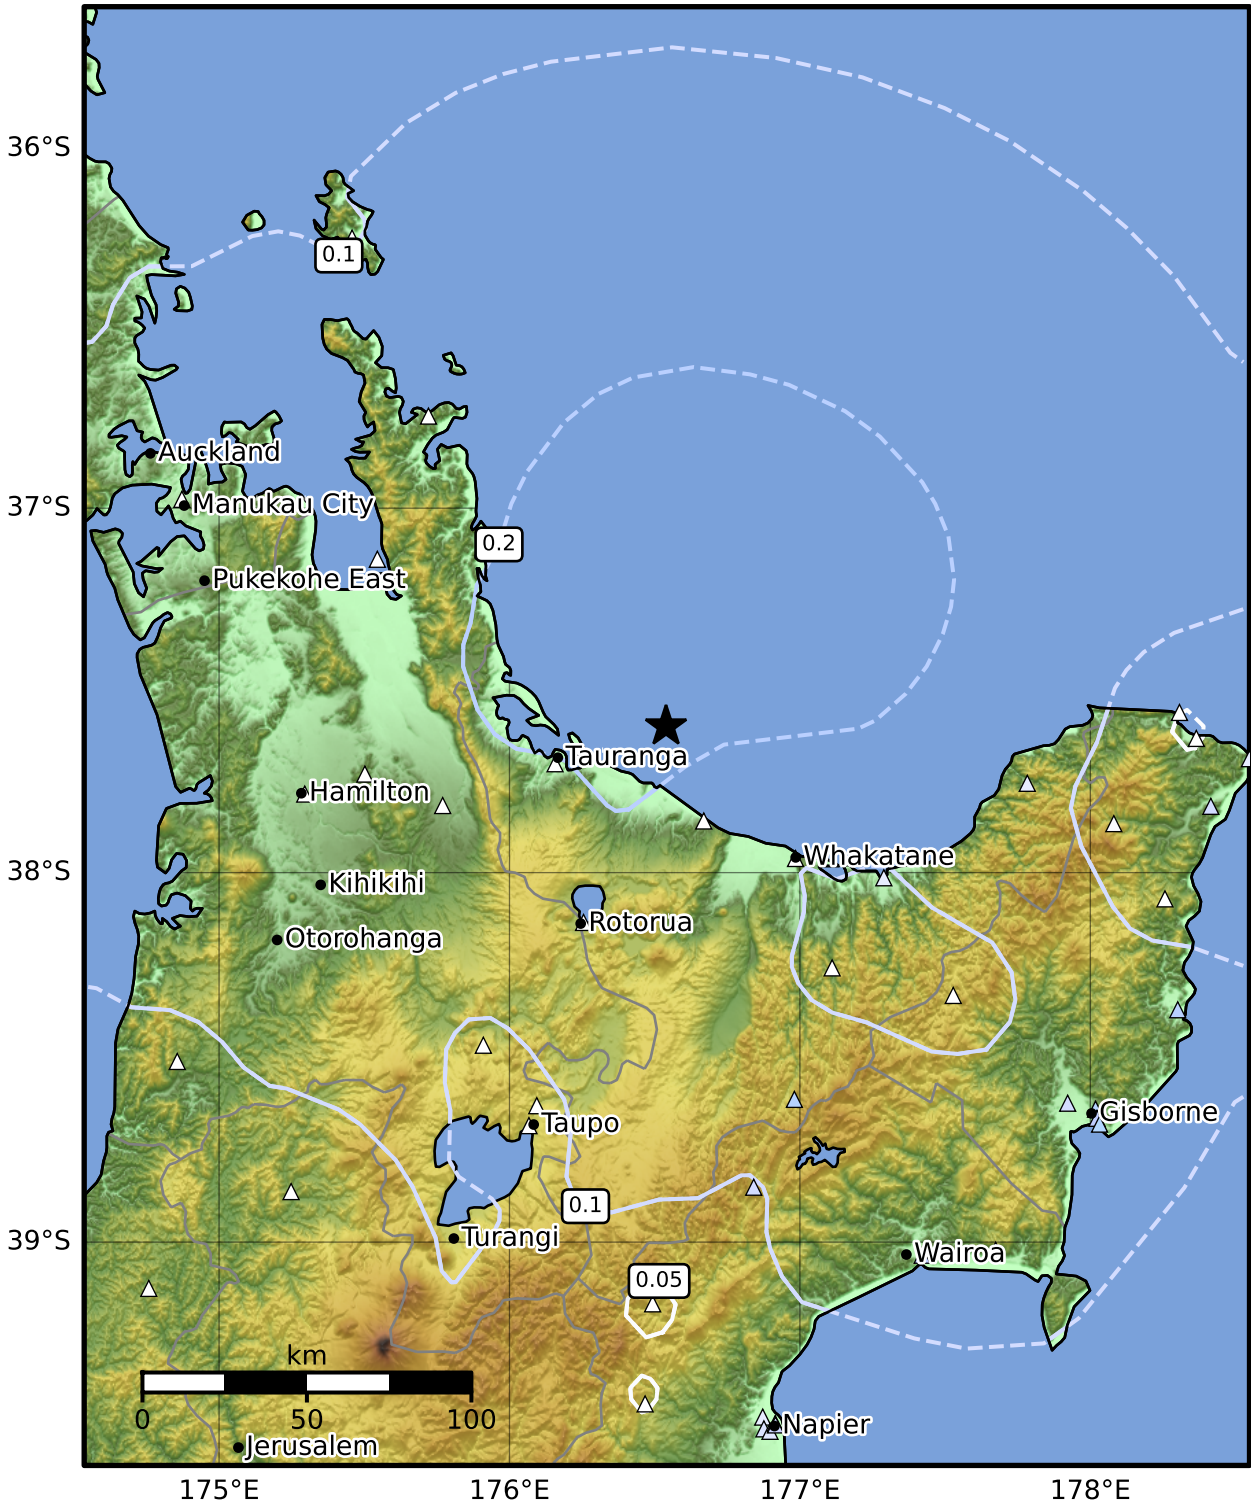 36°S
0.1
Auckland
Manukau City
37°S
0.2
Pukekohe East
Tauranga
Hamilton
Whakatane
38°S
Kihikihi
Rotorua
Otorohanga
Gisborne
Taupo
0.1
39°S
Turangi
Wairoa
0.05
km
0 50 100
Napier
Jerusalem
175°E 176°E 177°E 178°E